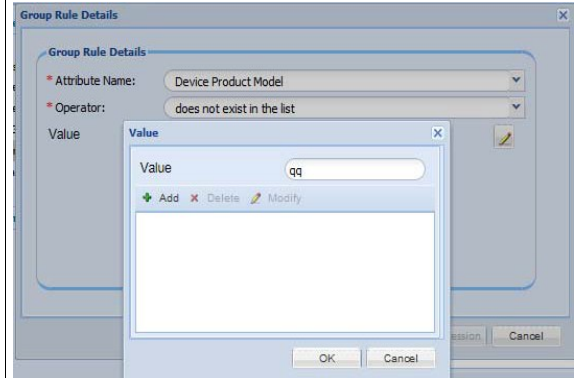 Group Rule Details
Group Rule Details
* Attribute Name: Device Product Model
* Operator: does not exist in the list
Value
Value
Value qq
Add Delete Modify
OK Cancel
Cancel